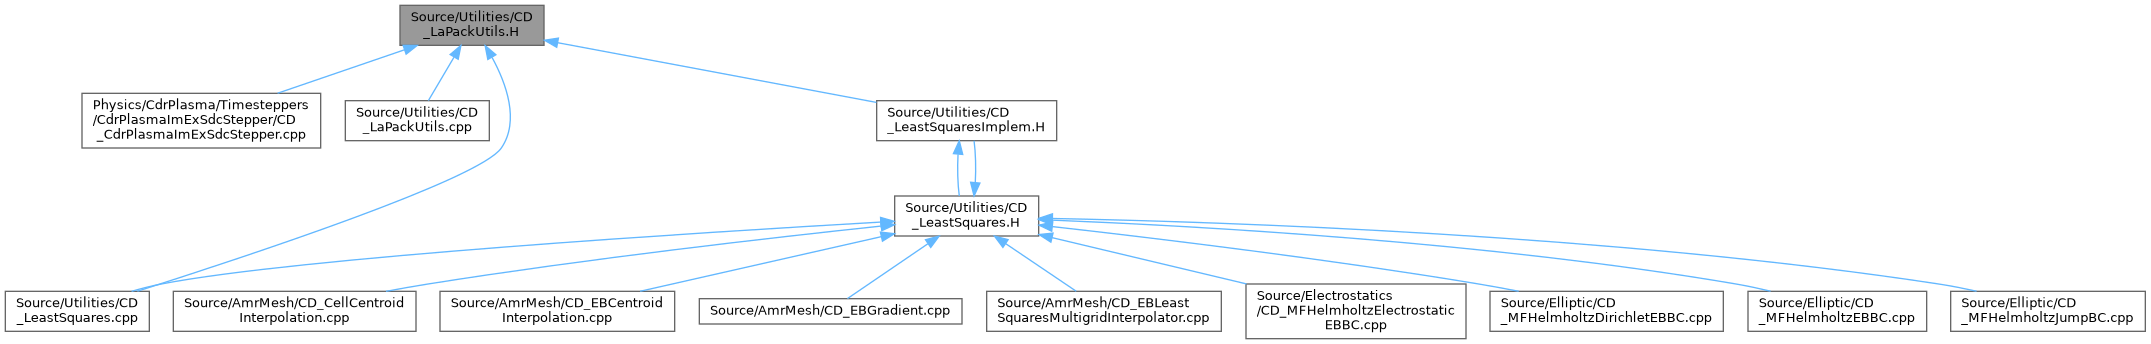 Source/Utilities/CD
_LaPackUtils.H
Physics/CdrPlasma/Timesteppers
/CdrPlasmaImExSdcStepper/CD
_CdrPlasmaImExSdcStepper.cpp
Source/Utilities/CD
_LaPackUtils.cpp
Source/Utilities/CD
_LeastSquaresImplem.H
Source/Utilities/CD
_LeastSquares.H
Source/Utilities/CD
_LeastSquares.cpp
Source/AmrMesh/CD_CellCentroid
Interpolation.cpp
Source/AmrMesh/CD_EBCentroid
Interpolation.cpp
Source/AmrMesh/CD_EBGradient.cpp
Source/AmrMesh/CD_EBLeast
SquaresMultigridInterpolator.cpp
Source/Electrostatics
/CD_MFHelmholtzElectrostatic
EBBC.cpp
Source/Elliptic/CD
_MFHelmholtzDirichletEBBC.cpp
Source/Elliptic/CD
_MFHelmholtzEBBC.cpp
Source/Elliptic/CD
_MFHelmholtzJumpBC.cpp